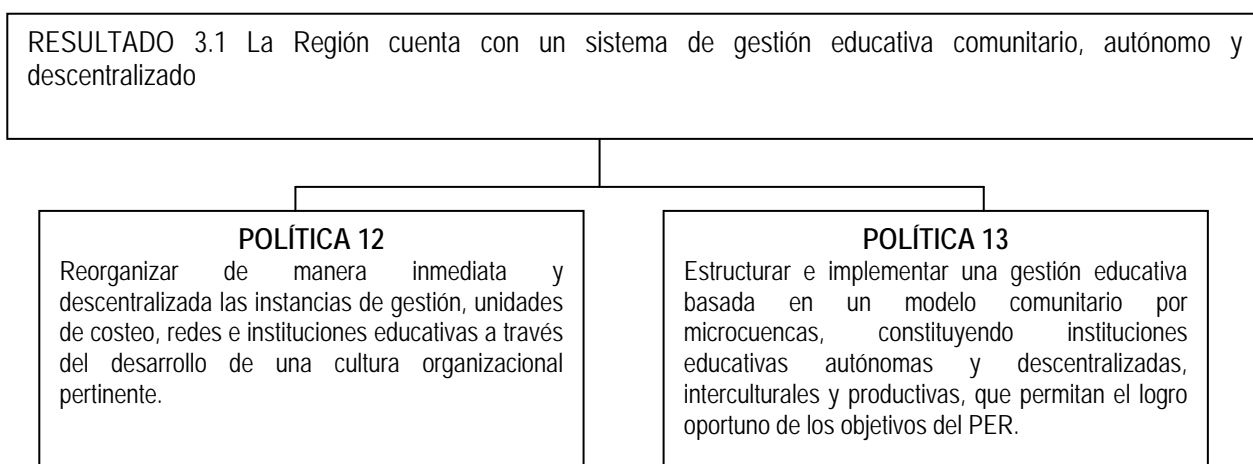 RESULTADO 3.1 La Región cuenta con un sistema de gestión educativa comunitario, autónomo y
descentralizado
POLÍTICA 12
Reorganizar de manera inmediata y
descentralizada las instancias de gestión, unidades
de costeo, redes e instituciones educativas a través
del desarrollo de una cultura organizacional
pertinente.
POLÍTICA 13
Estructurar e implementar una gestión educativa
basada en un modelo comunitario por
microcuencas, constituyendo instituciones
educativas autónomas y descentralizadas,
interculturales y productivas, que permitan el logro
oportuno de los objetivos del PER.